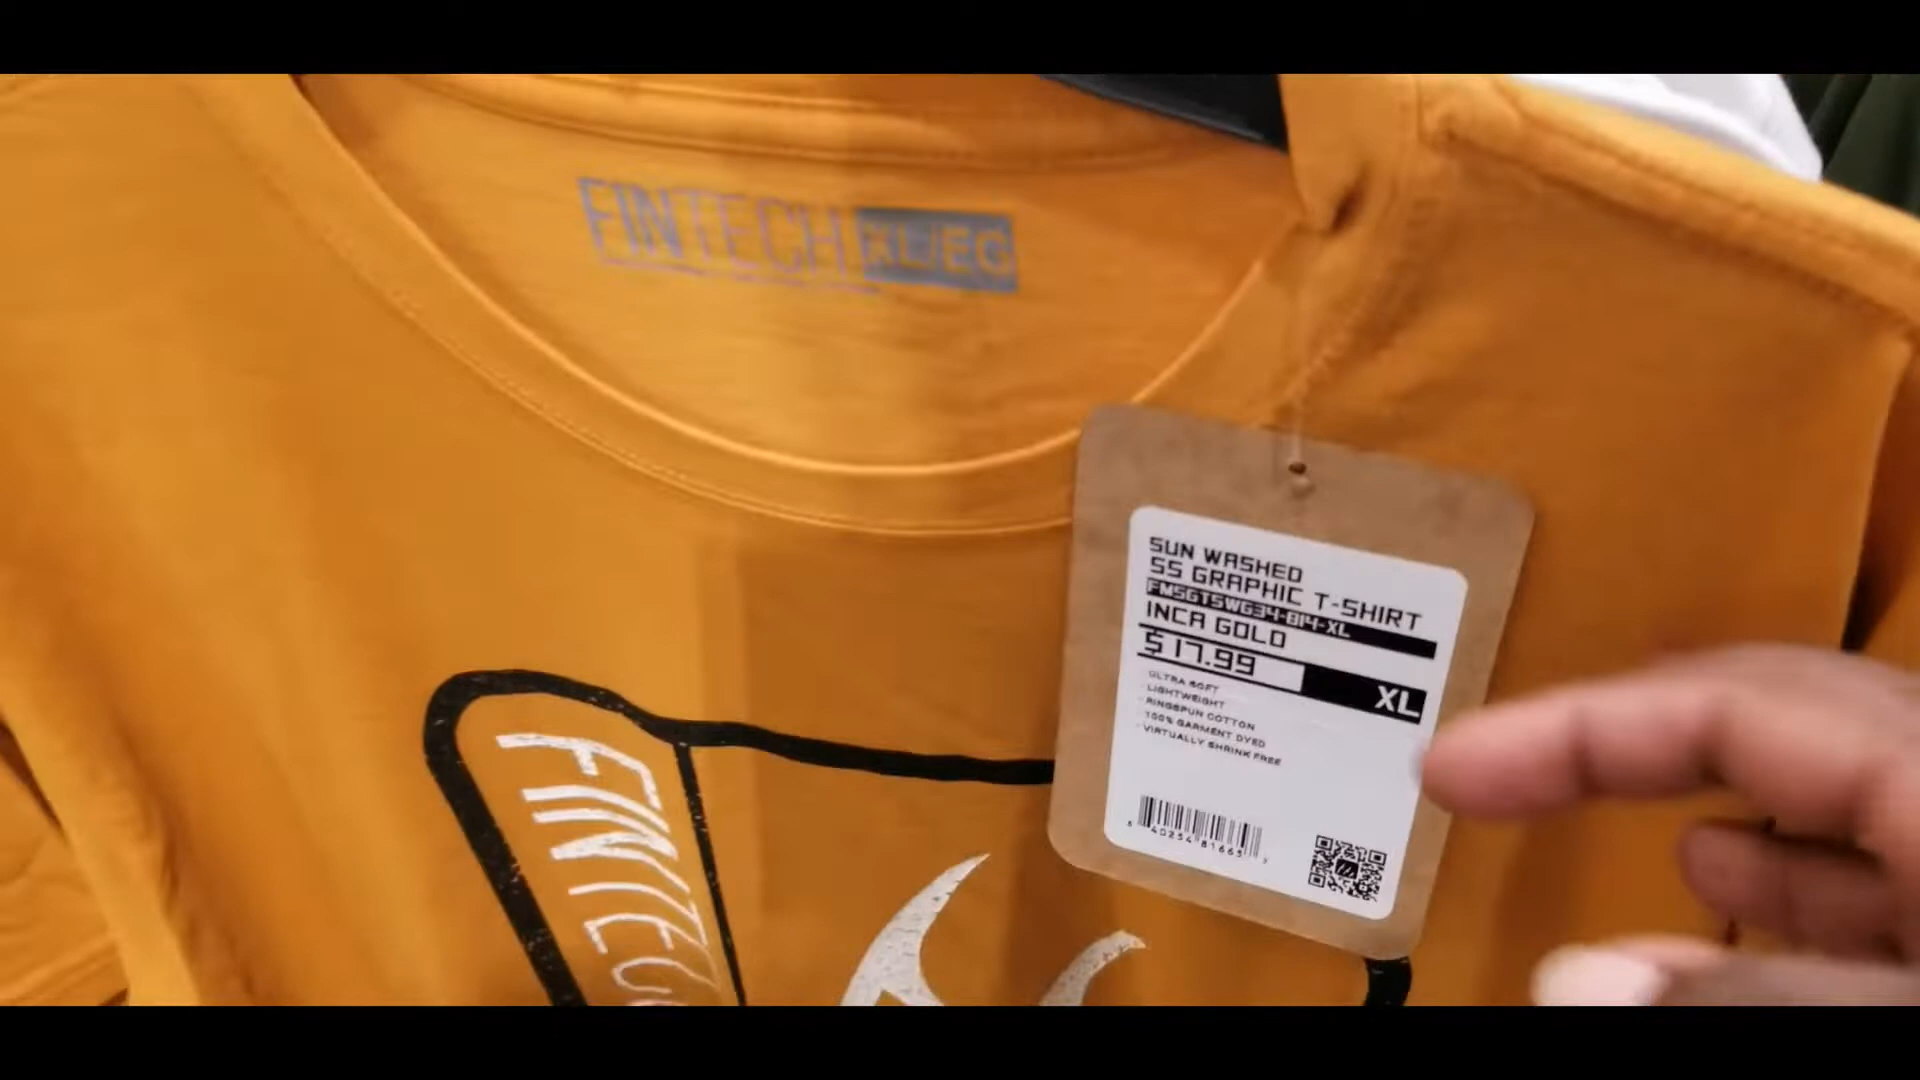 FINTECH XL/EG
SUN WASHED
SS GRAPHIC T-SHIRT
FMSGTSWG34-814-XL
INCA GOLD
$17.99
XL
· ULTRA SOFT
· LIGHTWEIGHT
· RINGSPUN COTTON
· 100% GARMENT DYED
· VIRTUALLY SHRINK FREE
FINTEC